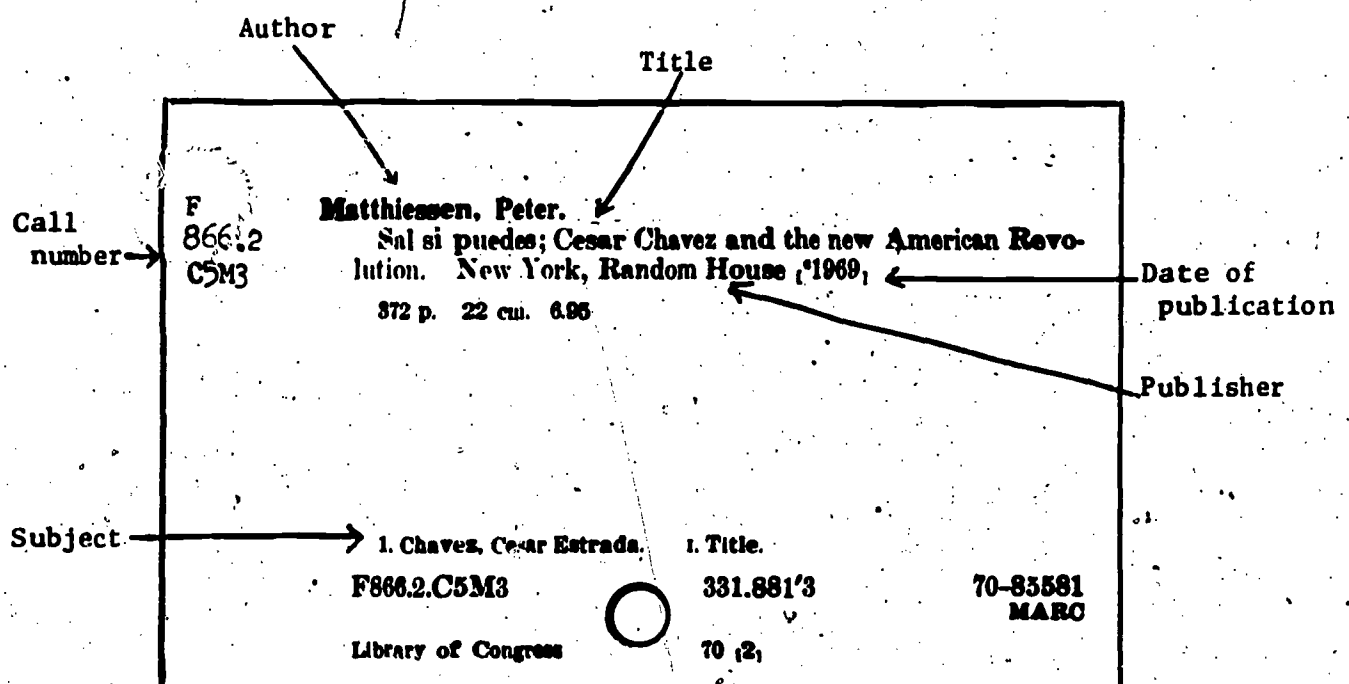 Author
Title
F
866.2
C5M3
Call
number
Matthiessen, Peter.
Sal si puedes; Cesar Chavez and the new American Revo-
lution. New York, Random House [c1969]
372 p. 22 cm. 6.95
Date of
publication
Publisher
Subject
1. Chavez, Cesar Estrada. I. Title.
F866.2.C5M3 331.881'3 70-85581
MARC
Library of Congress 70 [2]